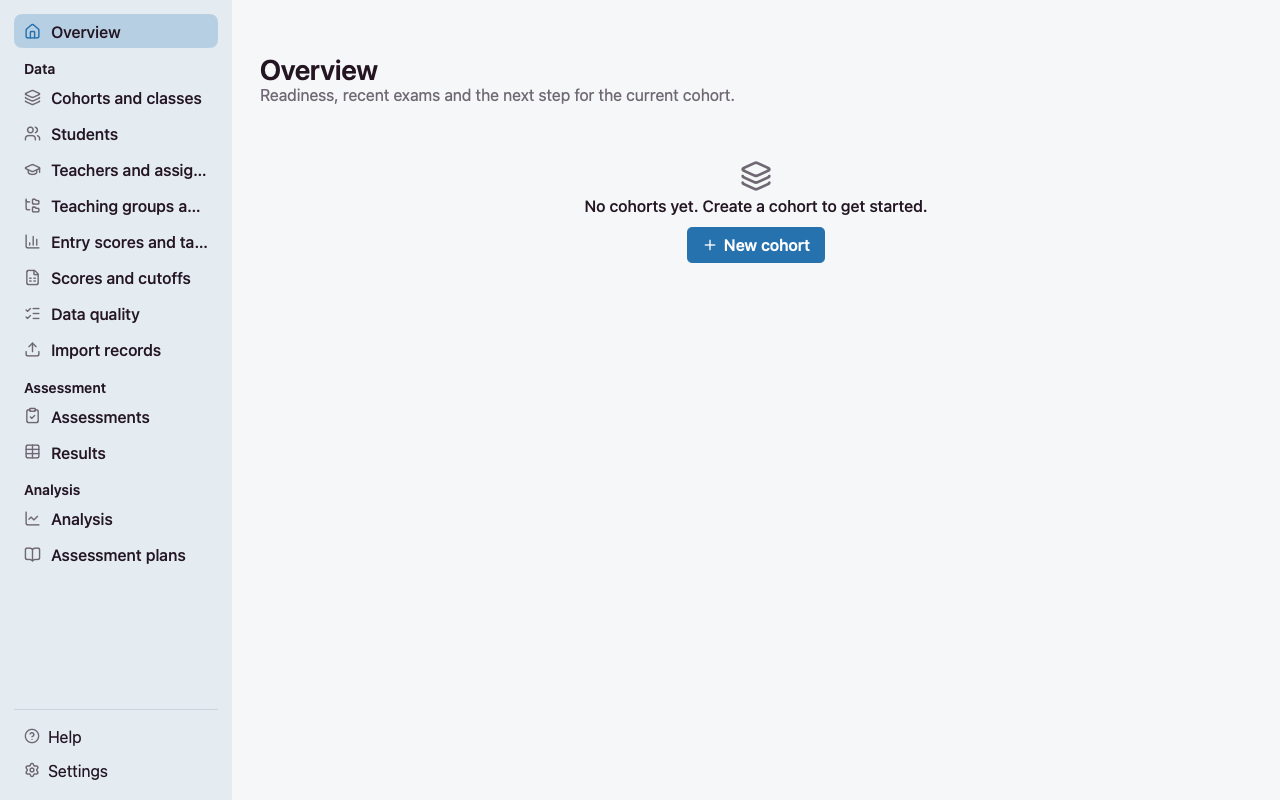 Overview
Data
Cohorts and classes
Students
Teachers and assig...
Teaching groups a...
Entry scores and ta...
Scores and cutoffs
Data quality
Import records
Assessment
Assessments
Results
Analysis
Analysis
Assessment plans
Help
Settings
Overview
Readiness, recent exams and the next step for the current cohort.
No cohorts yet. Create a cohort to get started.
New cohort